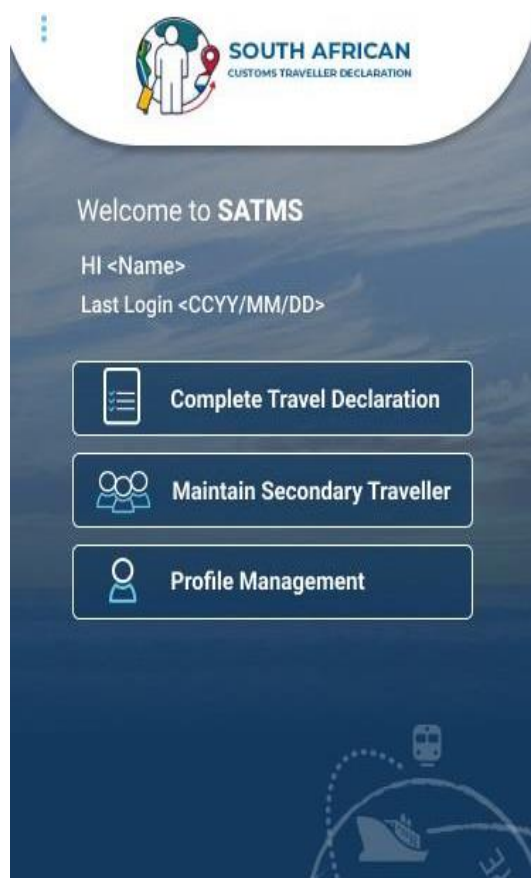 SOUTH AFRICAN
CUSTOMS TRAVELLER DECLARATION
Welcome to SATMS
HI <Name>
Last Login <CCYY/MM/DD>
Complete Travel Declaration
Maintain Secondary Traveller
Profile Management